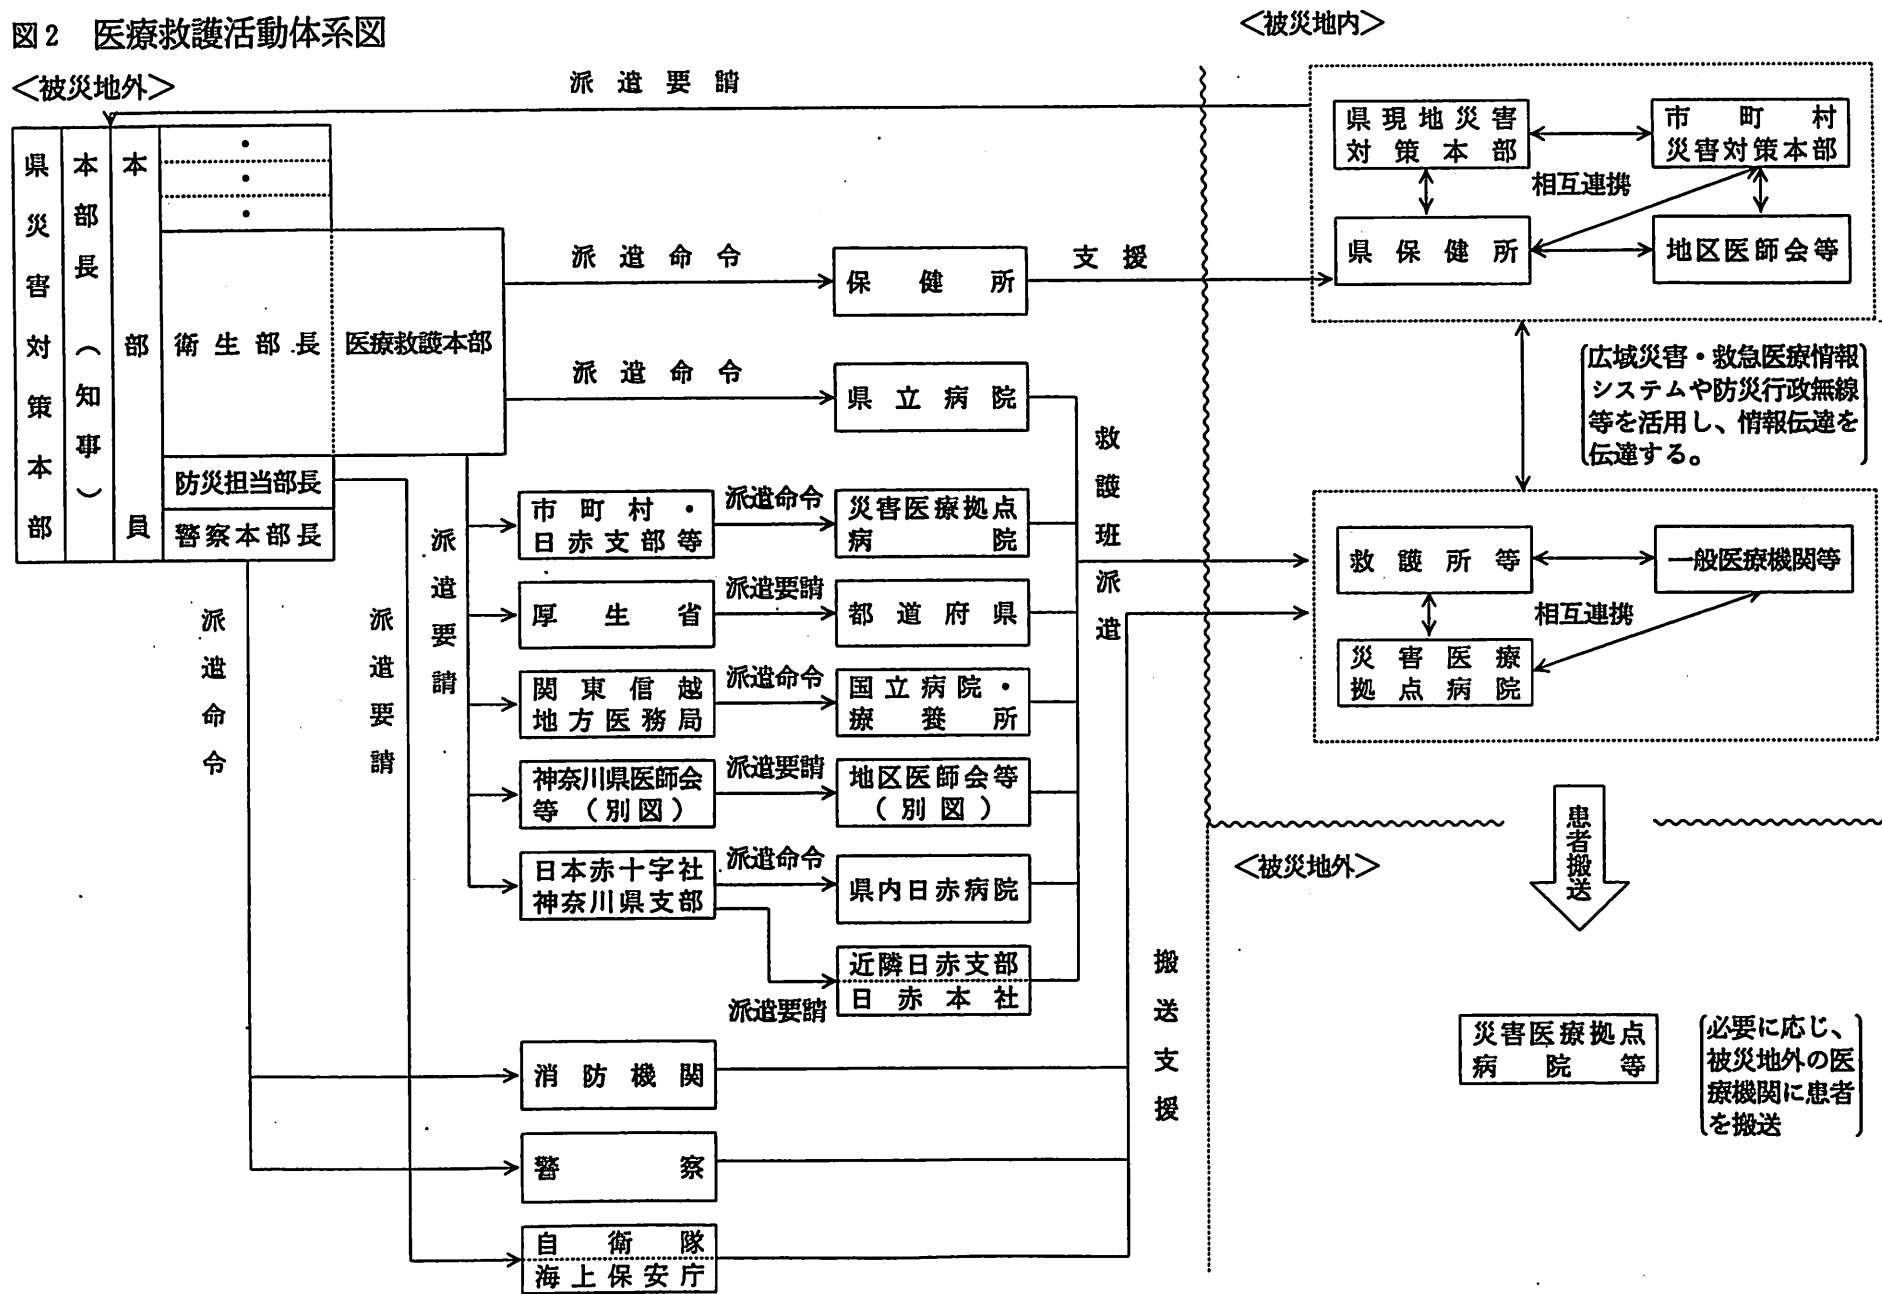 図2 医療救護活動体系図
<被災地外>
<被災地内>
派遣要請
県災害対策本部
本部長(知事)
本部員
・
・
・
衛生部長
医療救護本部
防災担当部長
警察本部長
派遣命令
保健所
支援
派遣命令
県立病院
派遣要請
市町村・
日赤支部等
派遣命令
災害医療拠点
病院
厚生省
派遣要請
都道府県
関東信越
地方医務局
派遣命令
国立病院・
療養所
神奈川県医師会
等(別図)
派遣要請
地区医師会等
(別図)
日本赤十字社
神奈川県支部
派遣命令
県内日赤病院
派遣要請
近隣日赤支部
日赤本社
救護班派遣
派遣命令
派遣要請
消防機関
警察
自衛隊
海上保安庁
搬送支援
県現地災害
対策本部
市町村
災害対策本部
相互連携
県保健所
地区医師会等
広域災害・救急医療情報
システムや防災行政無線
等を活用し、情報伝達を
伝達する。
救護所等
一般医療機関等
相互連携
災害医療
拠点病院
患者搬送
<被災地外>
災害医療拠点
病院等
必要に応じ、
被災地外の医
療機関に患者
を搬送